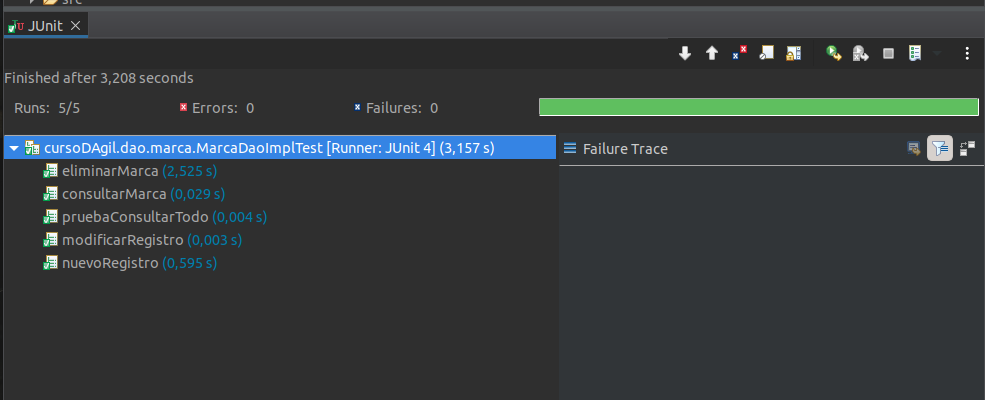 src
JUnit
Finished after 3,208 seconds
Runs: 5/5 Errors: 0 Failures: 0
cursoDAgil.dao.marca.MarcaDaoImplTest [Runner: JUnit 4] (3,157 s)
eliminarMarca (2,525 s)
consultarMarca (0,029 s)
pruebaConsultarTodo (0,004 s)
modificarRegistro (0,003 s)
nuevoRegistro (0,595 s)
Failure Trace